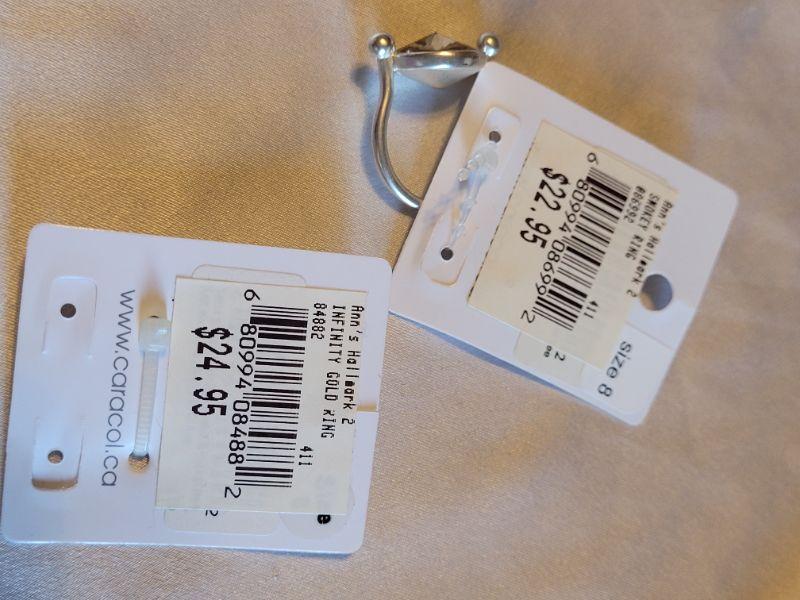 Ann's Hallmark 2
SMOKEY RING
086992
411
6 80994 08699 2
$22.95
size 8
Ann's Hallmark 2
INFINITY GOLD RING
84882
411
6 80994 08488 2
$24.95
www.caracol.ca